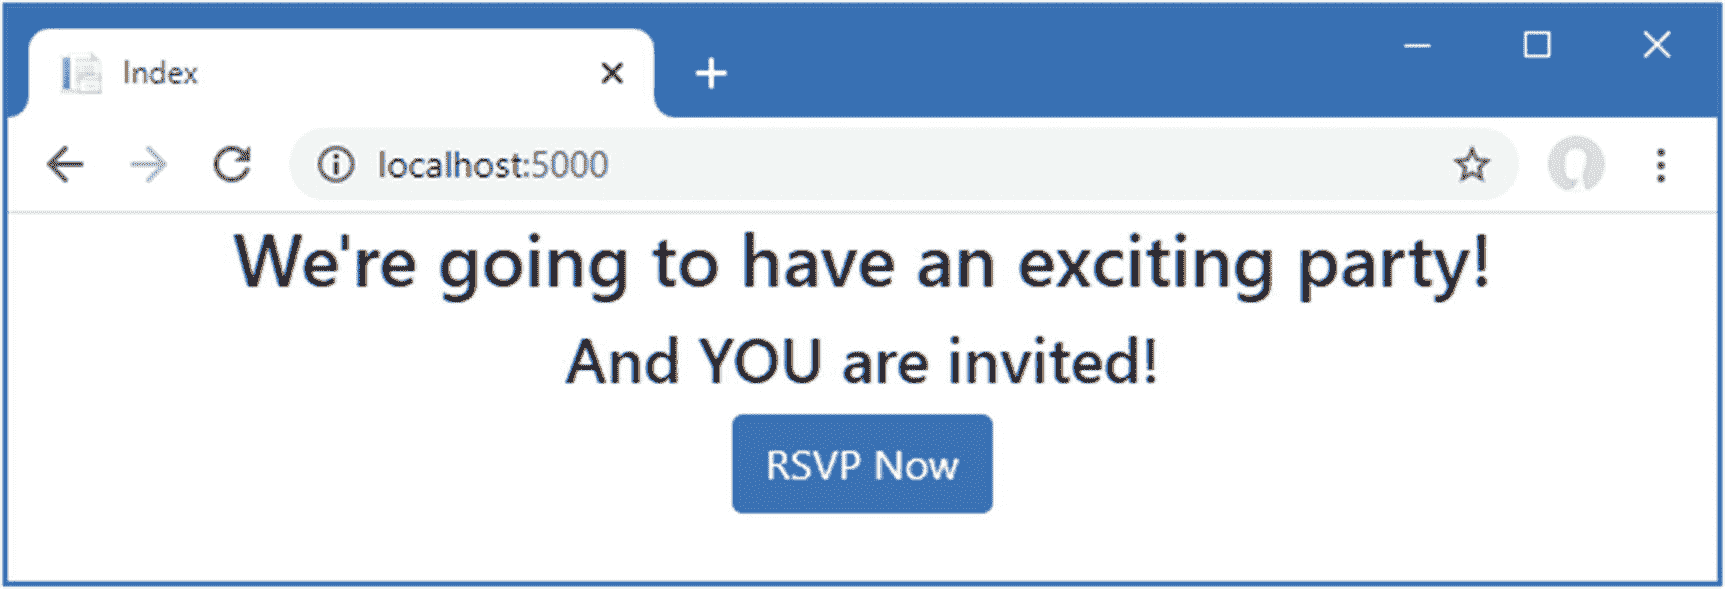 Index
localhost:5000
We're going to have an exciting party!
And YOU are invited!
RSVP Now